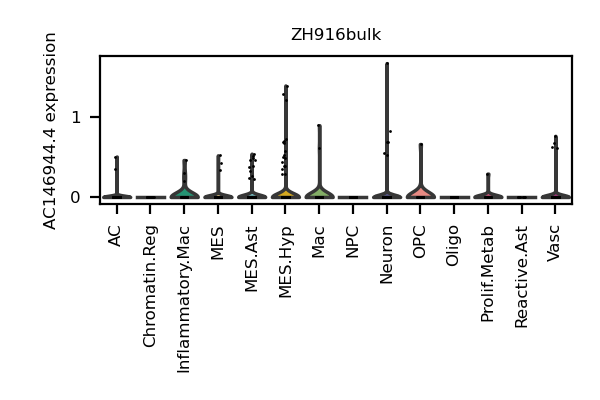 ZH916bulk
AC146944.4 expression
1
0
AC
Chromatin.Reg
Inflammatory.Mac
MES
MES.Ast
MES.Hyp
Mac
NPC
Neuron
OPC
Oligo
Prolif.Metab
Reactive.Ast
Vasc